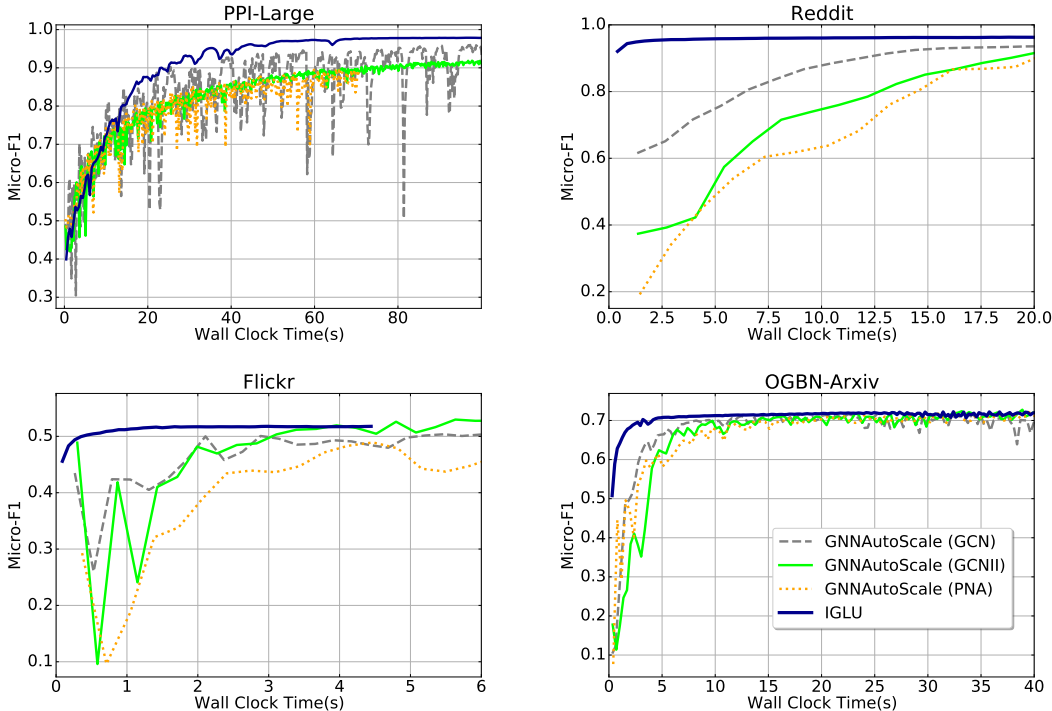 PPI-Large
1.0
0.9
0.8
0.7
0.6
0.5
0.4
0.3
Micro-F1
0 20 40 60 80
Wall Clock Time(s)
Reddit
1.0
0.8
0.6
0.4
0.2
Micro-F1
0.0 2.5 5.0 7.5 10.0 12.5 15.0 17.5 20.0
Wall Clock Time(s)
Flickr
0.5
0.4
0.3
0.2
0.1
Micro-F1
0 1 2 3 4 5 6
Wall Clock Time(s)
OGBN-Arxiv
0.7
0.6
0.5
0.4
0.3
0.2
0.1
Micro-F1
GNNAutoScale (GCN)
GNNAutoScale (GCNII)
GNNAutoScale (PNA)
IGLU
0 5 10 15 20 25 30 35 40
Wall Clock Time(s)